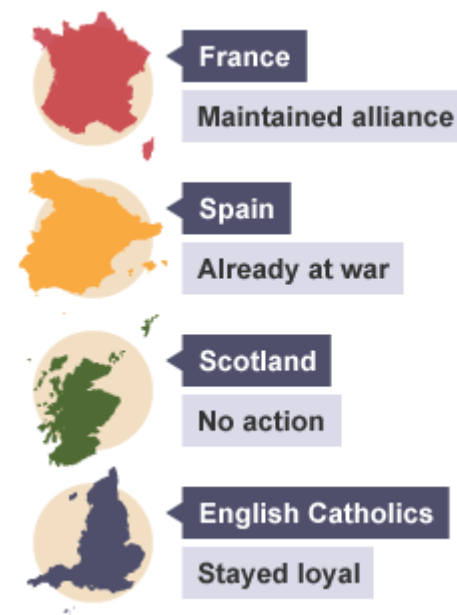 France
Maintained alliance
Spain
Already at war
Scotland
No action
English Catholics
Stayed loyal